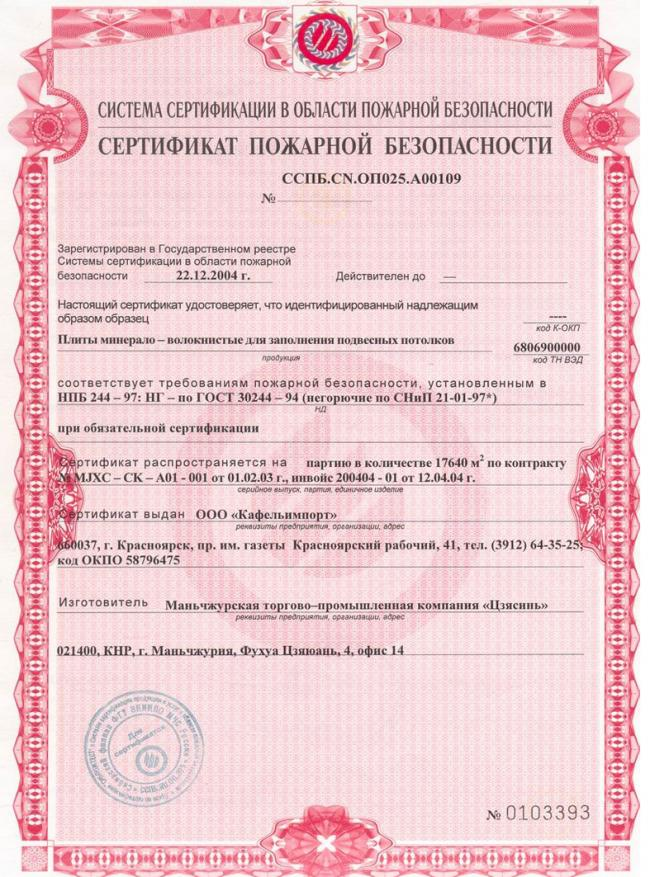 СИСТЕМА СЕРТИФИКАЦИИ В ОБЛАСТИ ПОЖАРНОЙ БЕЗОПАСНОСТИ
СЕРТИФИКАТ ПОЖАРНОЙ БЕЗОПАСНОСТИ
ССПБ.CN.ОП025.А00109
№
Зарегистрирован в Государственном реестре
Системы сертификации в области пожарной
безопасности 22.12.2004 г. Действителен до —
Настоящий сертификат удостоверяет, что идентифицированный надлежащим
образом образец ----
код К-ОКП
Плиты минерало – волокнистые для заполнения подвесных потолков 6806900000
продукция код ТН ВЭД
соответствует требованиям пожарной безопасности, установленным в
НПБ 244 – 97: НГ – по ГОСТ 30244 – 94 (негорючие по СНиП 21-01-97*)
НД
при обязательной сертификации
Сертификат распространяется на партию в количестве 17640 м² по контракту
№ MJXC – CK – A01 - 001 от 01.02.03 г., инвойс 200404 - 01 от 12.04.04 г.
серийное выпуск, партия, единичное изделие
Сертификат выдан ООО «Кафельимпорт»
реквизиты предприятия, организации, адрес
660037, г. Красноярск, пр. им. газеты Красноярский рабочий, 41, тел. (3912) 64-35-25;
код ОКПО 58796475
Изготовитель Маньчжурская торгово–промышленная компания «Цзясинь»
реквизиты предприятия, организации, адрес
021400, КНР, г. Маньчжурия, Фухуа Цзяюань, 4, офис 14
Для
сертификатов
№ 0103393